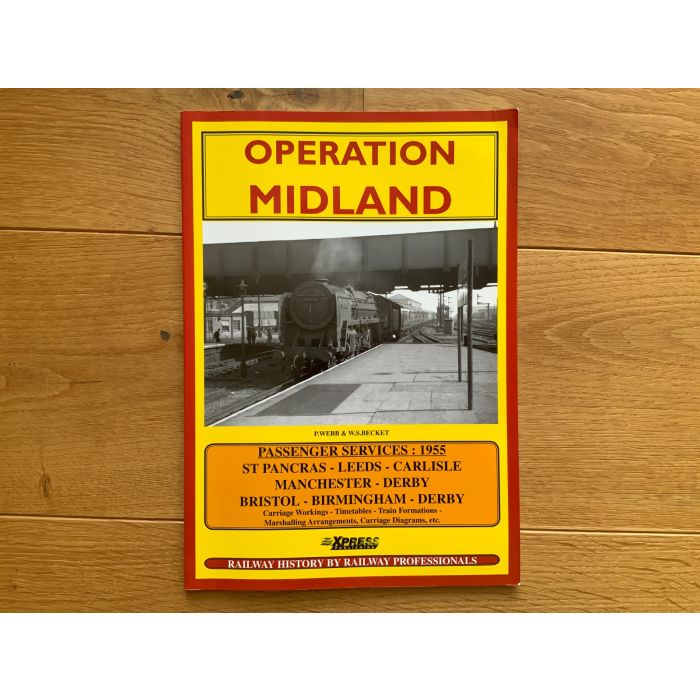 OPERATION
MIDLAND
P.WEBB & W.S.BECKET
PASSENGER SERVICES : 1955
ST PANCRAS - LEEDS - CARLISLE
MANCHESTER - DERBY
BRISTOL - BIRMINGHAM - DERBY
Carriage Workings - Timetables - Train Formations -
Marshalling Arrangements, Carriage Diagrams, etc.
XPRESS
RAILWAY HISTORY BY RAILWAY PROFESSIONALS